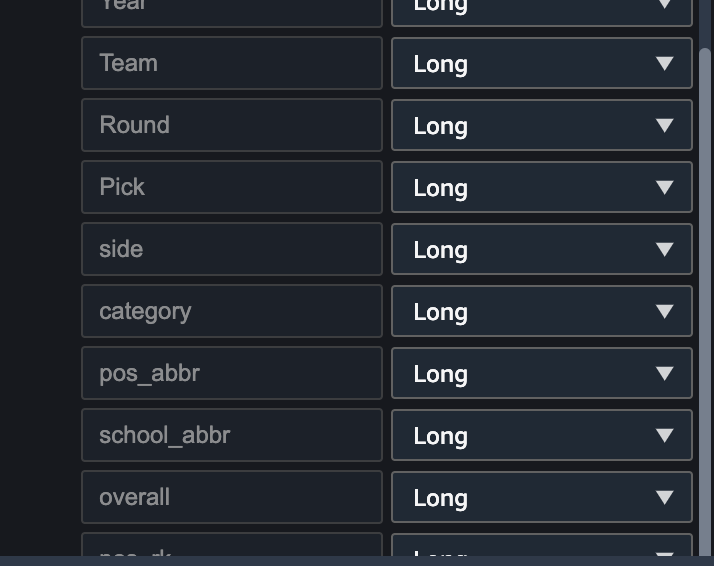 Year Long
Team Long
Round Long
Pick Long
side Long
category Long
pos_abbr Long
school_abbr Long
overall Long
pos_rk Long